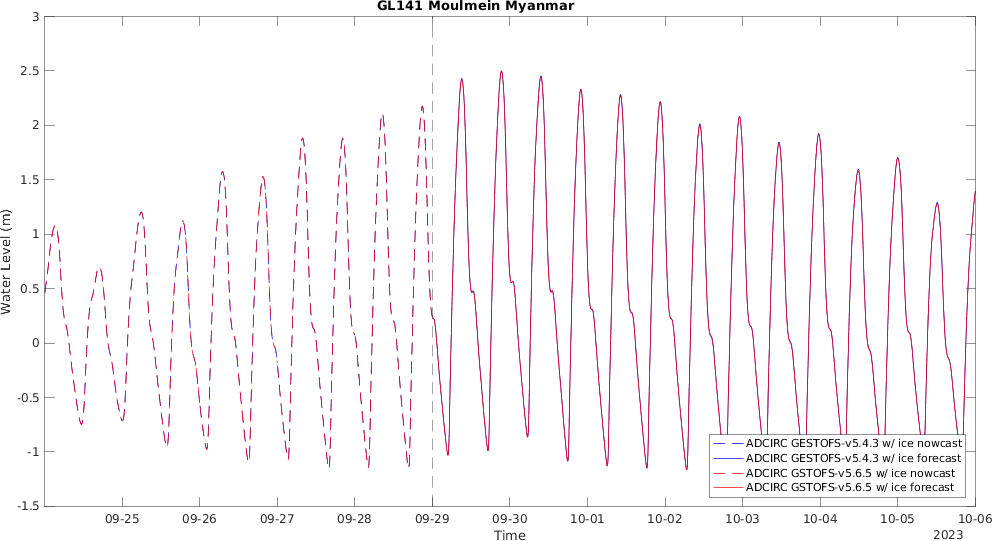 GL141 Moulmein Myanmar
3
2.5
2
1.5
1
0.5
0
-0.5
-1
-1.5
Water Level (m)
ADCIRC GESTOFS-v5.4.3 w/ ice nowcast
ADCIRC GESTOFS-v5.4.3 w/ ice forecast
ADCIRC GSTOFS-v5.6.5 w/ ice nowcast
ADCIRC GSTOFS-v5.6.5 w/ ice forecast
09-25 09-26 09-27 09-28 09-29 09-30 10-01 10-02 10-03 10-04 10-05 10-06
Time
2023